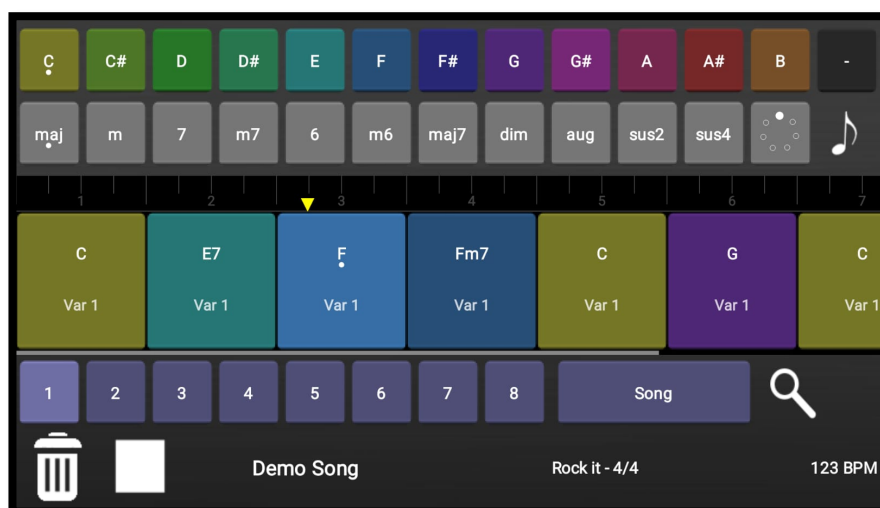 C C# D D# E F F# G G# A A# B -
maj m 7 m7 6 m6 maj7 dim aug sus2 sus4
1 2 3 4 5 6 7
C E7 F Fm7 C G C
Var 1 Var 1 Var 1 Var 1 Var 1 Var 1 Var 1
1 2 3 4 5 6 7 8 Song
Demo Song Rock it - 4/4 123 BPM